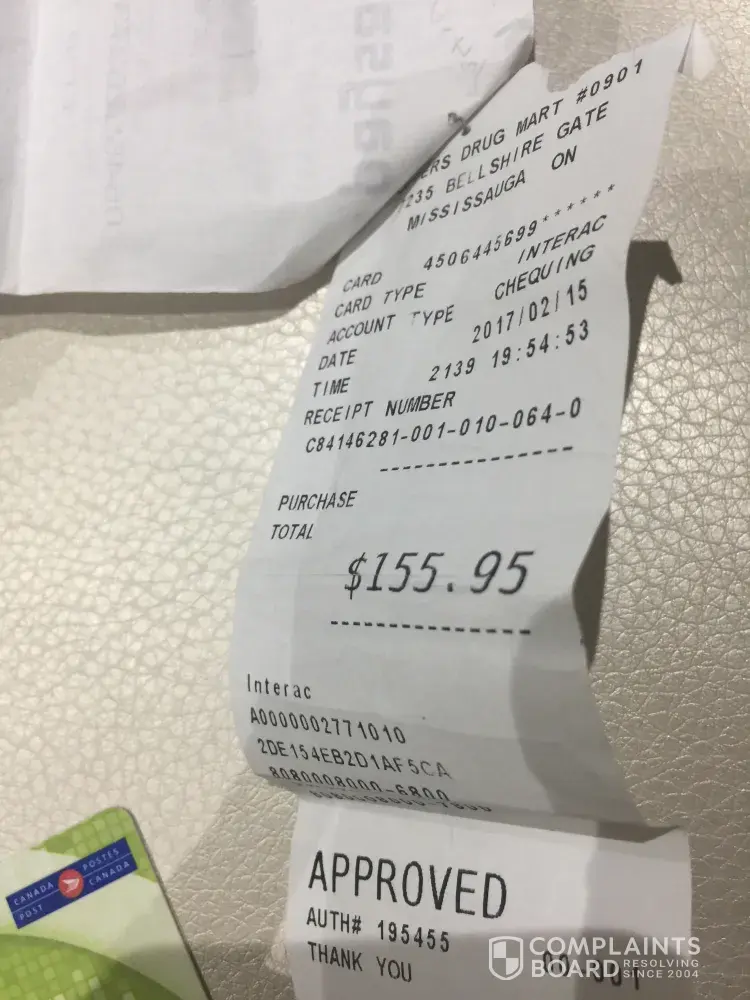 DRUG MART #0901
235 BELLSHIRE GATE
MISSISSAUGA ON
CARD 4506445699******
CARD TYPE INTERAC
ACCOUNT TYPE CHEQUING
DATE 2017/02/15
TIME 2139 19:54:53
RECEIPT NUMBER
C84146281-001-010-064-0
---------------
PURCHASE
TOTAL
$155.95
-----------------
Interac
A0000002771010
2DE154EB2D1AF5CA
8080008000-6800
APPROVED
AUTH# 195455
THANK YOU
CANADA POST
POSTES CANADA
COMPLAINTS
BOARD RESOLVING SINCE 2004